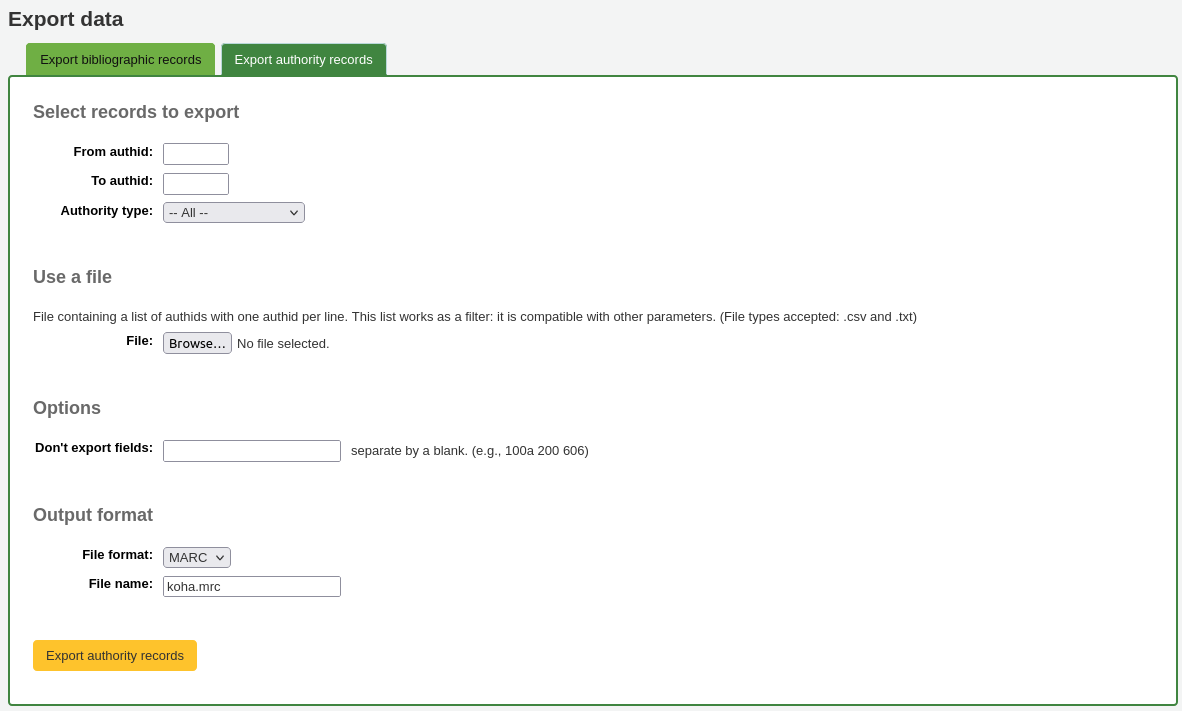 Export data
Export bibliographic records
Export authority records
Select records to export
From authid:
To authid:
Authority type: -- All --
Use a file
File containing a list of authids with one authid per line. This list works as a filter: it is compatible with other parameters. (File types accepted: .csv and .txt)
File: Browse... No file selected.
Options
Don't export fields: separate by a blank. (e.g., 100a 200 606)
Output format
File format: MARC
File name: koha.mrc
Export authority records